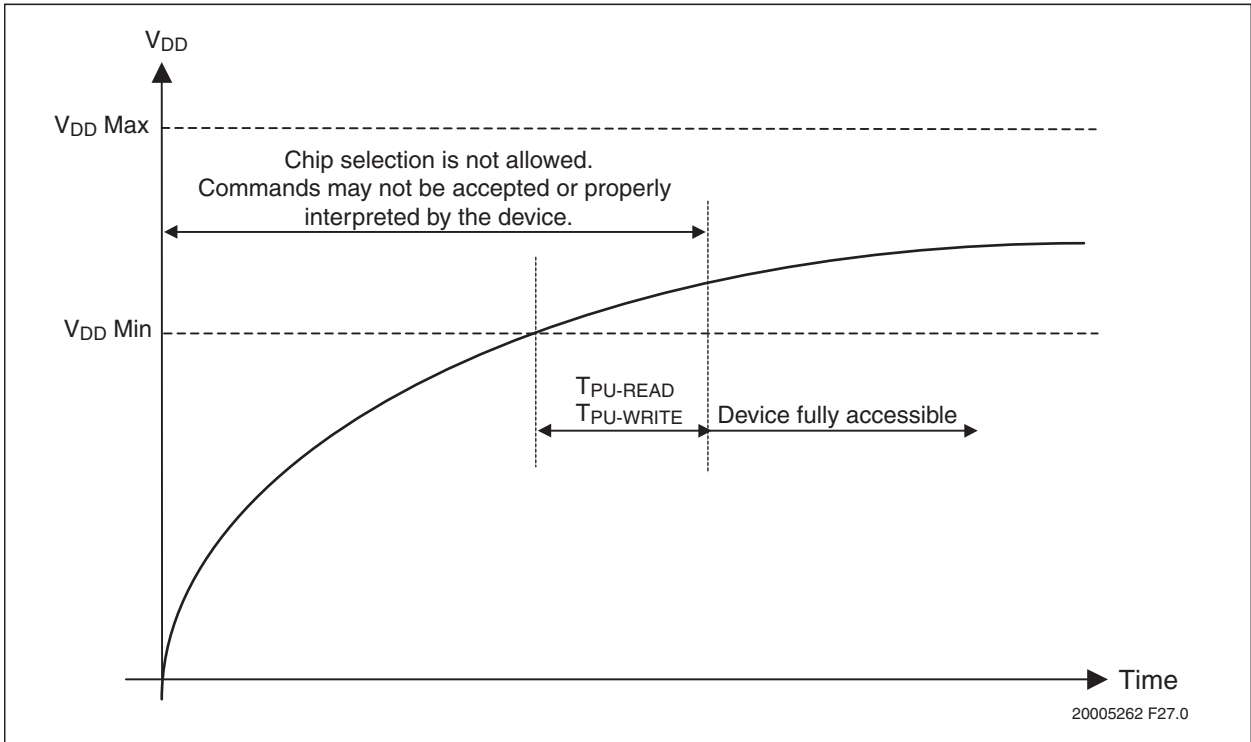 VDD
VDD Max
Chip selection is not allowed.
Commands may not be accepted or properly
interpreted by the device.
VDD Min
TPU-READ
TPU-WRITE
Device fully accessible
Time
20005262 F27.0